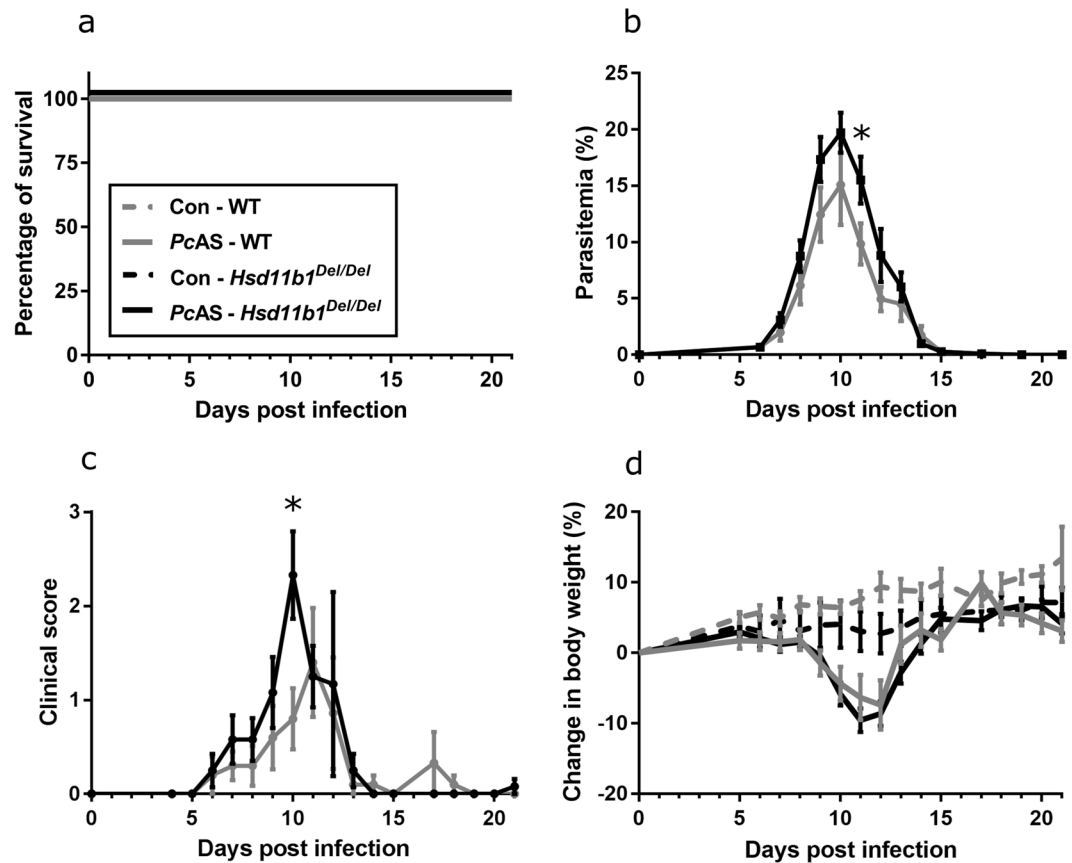 a
Percentage of survival
100
75
50
25
0
Con - WT
PcAS - WT
Con - Hsd11b1Del/Del
PcAS - Hsd11b1Del/Del
0 5 10 15 20
Days post infection
b
Parasitemia (%)
25
20
15
10
5
0
*
0 5 10 15 20
Days post infection
c
Clinical score
3
2
1
0
*
0 5 10 15 20
Days post infection
d
Change in body weight (%)
20
10
0
-10
-20
0 5 10 15 20
Days post infection